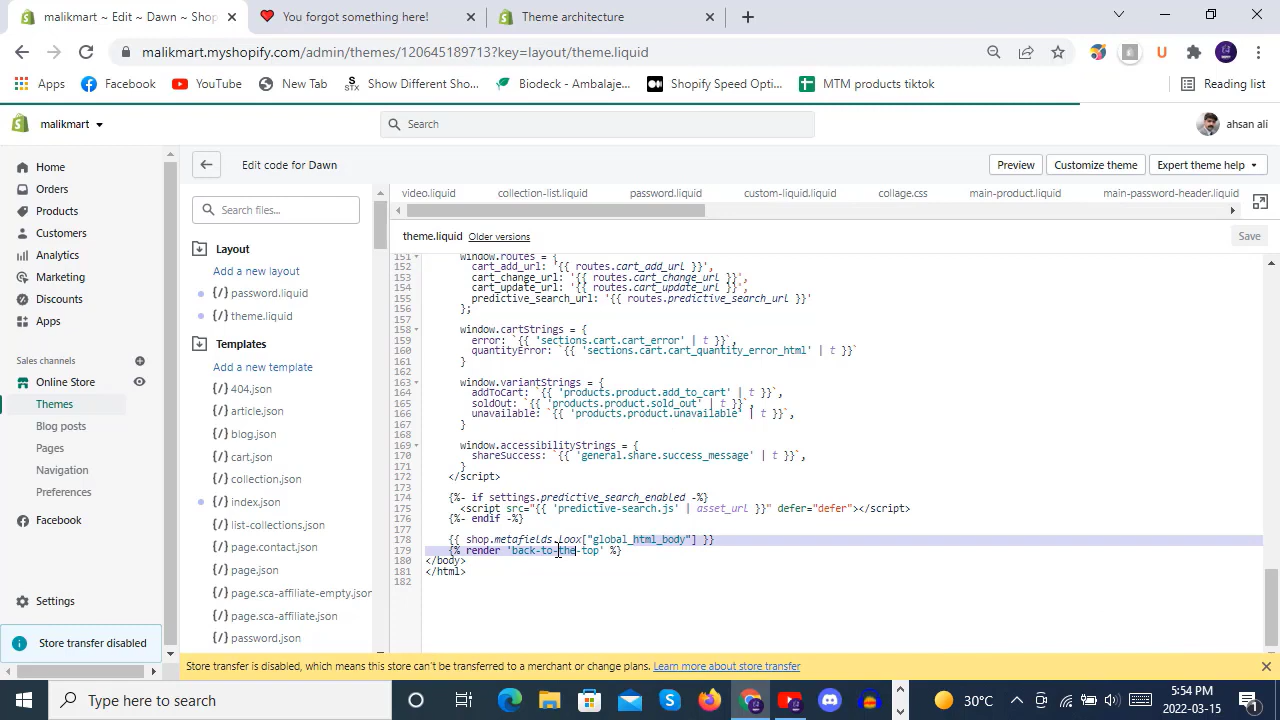 malikmart ~ Edit ~ Dawn ~ Shop
You forgot something here!
Theme architecture
malikmart.myshopify.com/admin/themes/120645189713?key=layout/theme.liquid
Apps
Facebook
YouTube
New Tab
Show Different Sho...
Biodeck - Ambalaje...
Shopify Speed Opti...
MTM products tiktok
Reading list
malikmart
Search
ahsan ali
Home
Orders
Products
Customers
Analytics
Marketing
Discounts
Apps
Sales channels
Online Store
Themes
Blog posts
Pages
Navigation
Preferences
Facebook
Settings
Store transfer disabled
Edit code for Dawn
Preview
Customize theme
Expert theme help
Search files...
Layout
Add a new layout
{/} password.liquid
{/} theme.liquid
Templates
Add a new template
{/} 404.json
{/} article.json
{/} blog.json
{/} cart.json
{/} collection.json
{/} index.json
{/} list-collections.json
{/} page.contact.json
{/} page.json
{/} page.sca-affiliate-empty.json
{/} page.sca-affiliate.json
{/} password.json
video.liquid
collection-list.liquid
password.liquid
custom-liquid.liquid
collage.css
main-product.liquid
main-password-header.liquid
theme.liquid
Older versions
Save
151 window.routes = {
152 cart_add_url: '{{ routes.cart_add_url }}',
153 cart_change_url: '{{ routes.cart_change_url }}',
154 cart_update_url: '{{ routes.cart_update_url }}',
155 predictive_search_url: '{{ routes.predictive_search_url }}'
156 };
157
158 window.cartStrings = {
159 error: `{{ 'sections.cart.cart_error' | t }}`,
160 quantityError: `{{ 'sections.cart.cart_quantity_error_html' | t }}`
161 }
162
163 window.variantStrings = {
164 addToCart: `{{ 'products.product.add_to_cart' | t }}`,
165 soldOut: `{{ 'products.product.sold_out' | t }}`,
166 unavailable: `{{ 'products.product.unavailable' | t }}`,
167 }
168
169 window.accessibilityStrings = {
170 shareSuccess: `{{ 'general.share.success_message' | t }}`,
171 }
172 </script>
173
174 {%- if settings.predictive_search_enabled -%}
175 <script src="{{ 'predictive-search.js' | asset_url }}" defer="defer"></script>
176 {%- endif -%}
177
178 {{ shop.metafields.loox["global_html_body"] }}
179 {% render 'back-to-the-top' %}
180 </body>
181 </html>
182
Store transfer is disabled, which means this store can't be transferred to a merchant or change plans. Learn more about store transfer
Type here to search
30°C
5:54 PM
2022-03-15